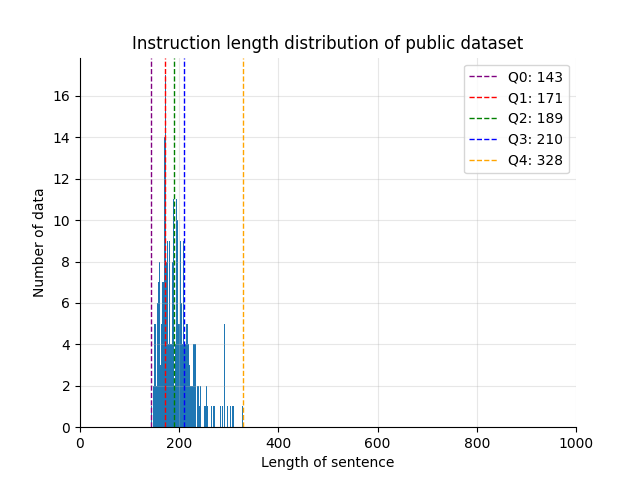 Instruction length distribution of public dataset
Q0: 143
Q1: 171
Q2: 189
Q3: 210
Q4: 328
Number of data
16
14
12
10
8
6
4
2
0
0 200 400 600 800 1000
Length of sentence